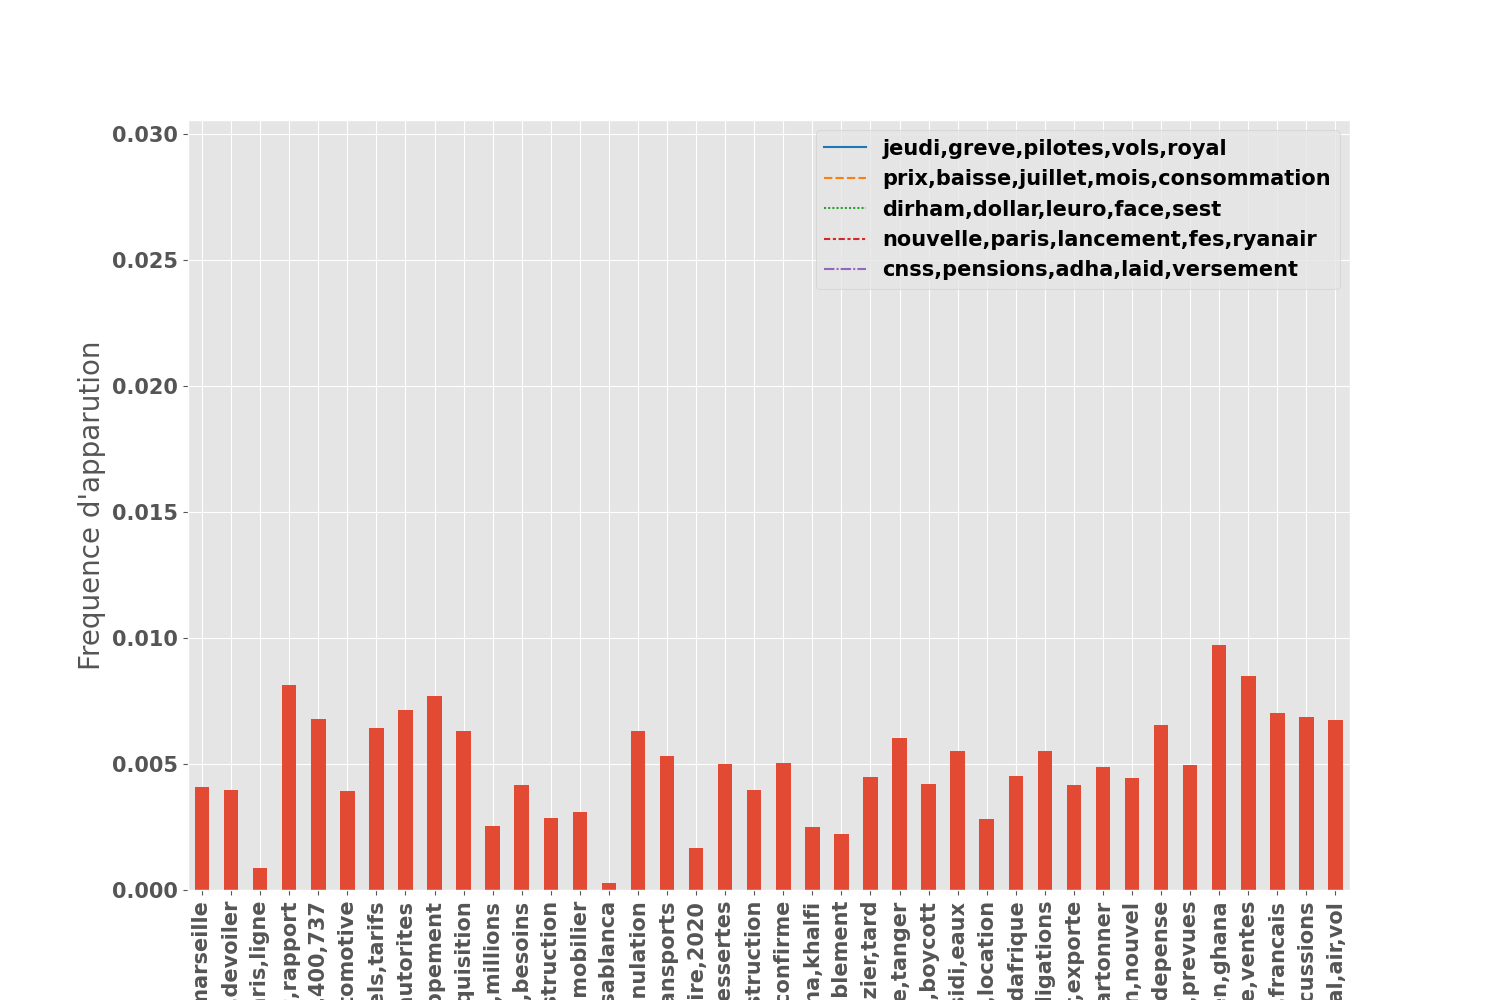 0.030
0.025
0.020
0.015
0.010
0.005
0.000
Frequence d'apparution
jeudi,greve,pilotes,vols,royal
prix,baisse,juillet,mois,consommation
dirham,dollar,leuro,face,sest
nouvelle,paris,lancement,fes,ryanair
cnss,pensions,adha,laid,versement
marseille
,devoiler
aris,ligne
,rapport
,400,737
tomotive
els,tarifs
autorites
ppement
quisition
,millions
,besoins
struction
mobilier
sablanca
nulation
ansports
ire,2020
essertes
struction
confirme
na,khalfi
blement
zier,tard
e,tanger
,boycott
sidi,eaux
,location
dafrique
ligations
,exporte
artonner
n,nouvel
depense
,prevues
en,ghana
e,ventes
francais
cussions
al,air,vol